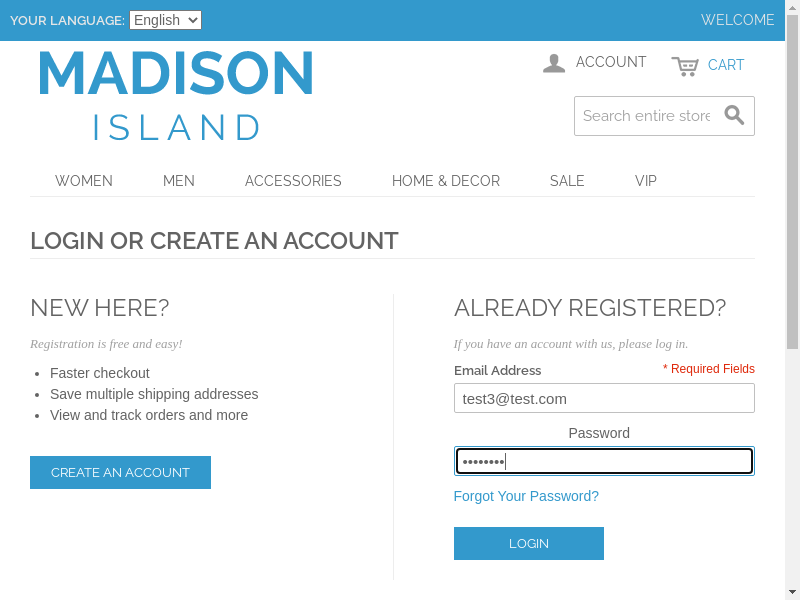 YOUR LANGUAGE: English WELCOME
MADISON
ISLAND
ACCOUNT CART
Search entire store
WOMEN MEN ACCESSORIES HOME & DECOR SALE VIP
LOGIN OR CREATE AN ACCOUNT
NEW HERE?
Registration is free and easy!
Faster checkout
Save multiple shipping addresses
View and track orders and more
CREATE AN ACCOUNT
ALREADY REGISTERED?
If you have an account with us, please log in.
Email Address * Required Fields
test3@test.com
Password
••••••••
Forgot Your Password?
LOGIN